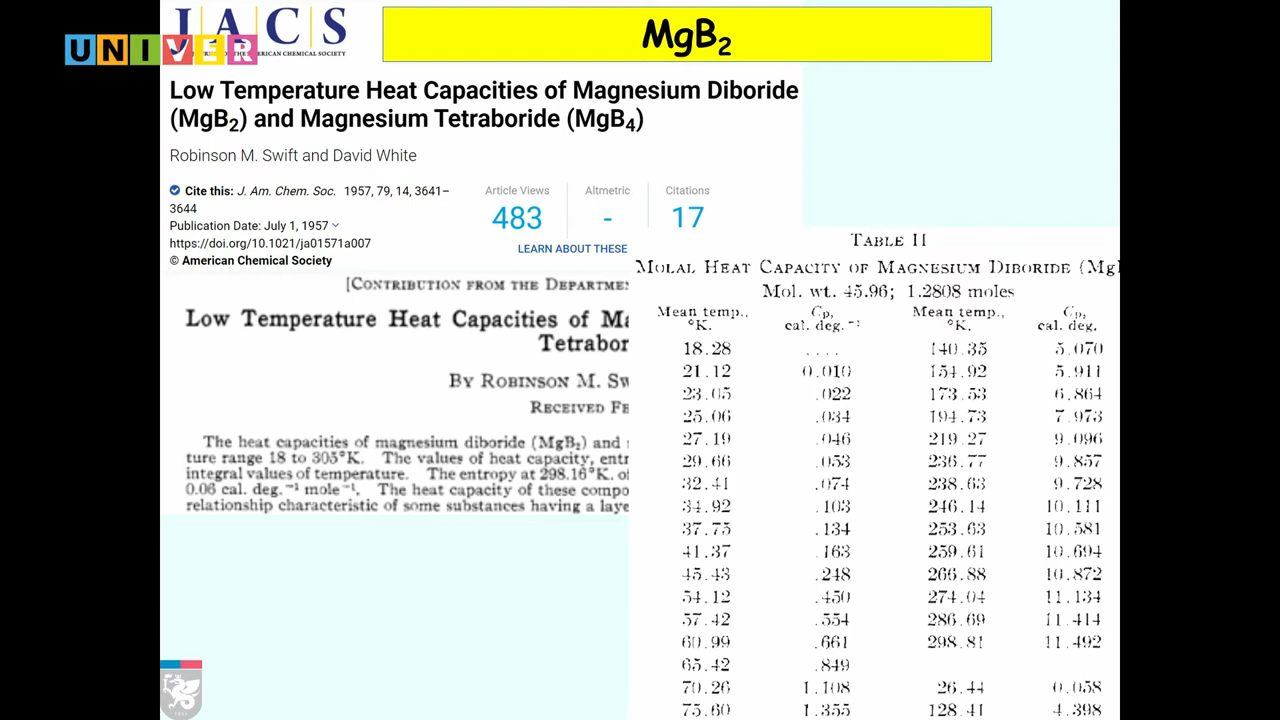 JACS
UNIVER
MgB2
Low Temperature Heat Capacities of Magnesium Diboride
(MgB2) and Magnesium Tetraboride (MgB4)
Robinson M. Swift and David White
Cite this: J. Am. Chem. Soc. 1957, 79, 14, 3641–
3644
Publication Date: July 1, 1957
https://doi.org/10.1021/ja01571a007
© American Chemical Society
Article Views
483
Altmetric
-
Citations
17
LEARN ABOUT THESE
[CONTRIBUTION FROM THE DEPARTME
Low Temperature Heat Capacities of Ma
Tetrabor
BY ROBINSON M. SW
RECEIVED FE
The heat capacities of magnesium diboride (MgB2) and
ture range 18 to 305°K. The values of heat capacity, entr
integral values of temperature. The entropy at 298.16°K. of
0.06 cal. deg.⁻¹ mole⁻¹. The heat capacity of these compo
relationship characteristic of some substances having a laye
TABLE II
MOLAL HEAT CAPACITY OF MAGNESIUM DIBORIDE (Mg
Mol. wt. 45.96; 1.2808 moles
Mean temp., °K. Cp, cal. deg.⁻¹ Mean temp., °K. Cp, cal. deg.
18.28 .... 140.35 5.070
21.12 0.010 154.92 5.911
23.05 .022 173.53 6.864
25.06 .034 194.73 7.973
27.19 .046 219.27 9.096
29.66 .053 236.77 9.857
32.41 .074 238.63 9.728
34.92 .103 246.14 10.111
37.75 .134 253.63 10.581
41.37 .163 259.61 10.694
45.43 .248 266.88 10.872
54.12 .450 274.04 11.134
57.42 .554 286.69 11.414
60.99 .661 298.81 11.492
65.42 .849
70.26 1.108 26.44 0.058
75.60 1.355 128.41 4.398